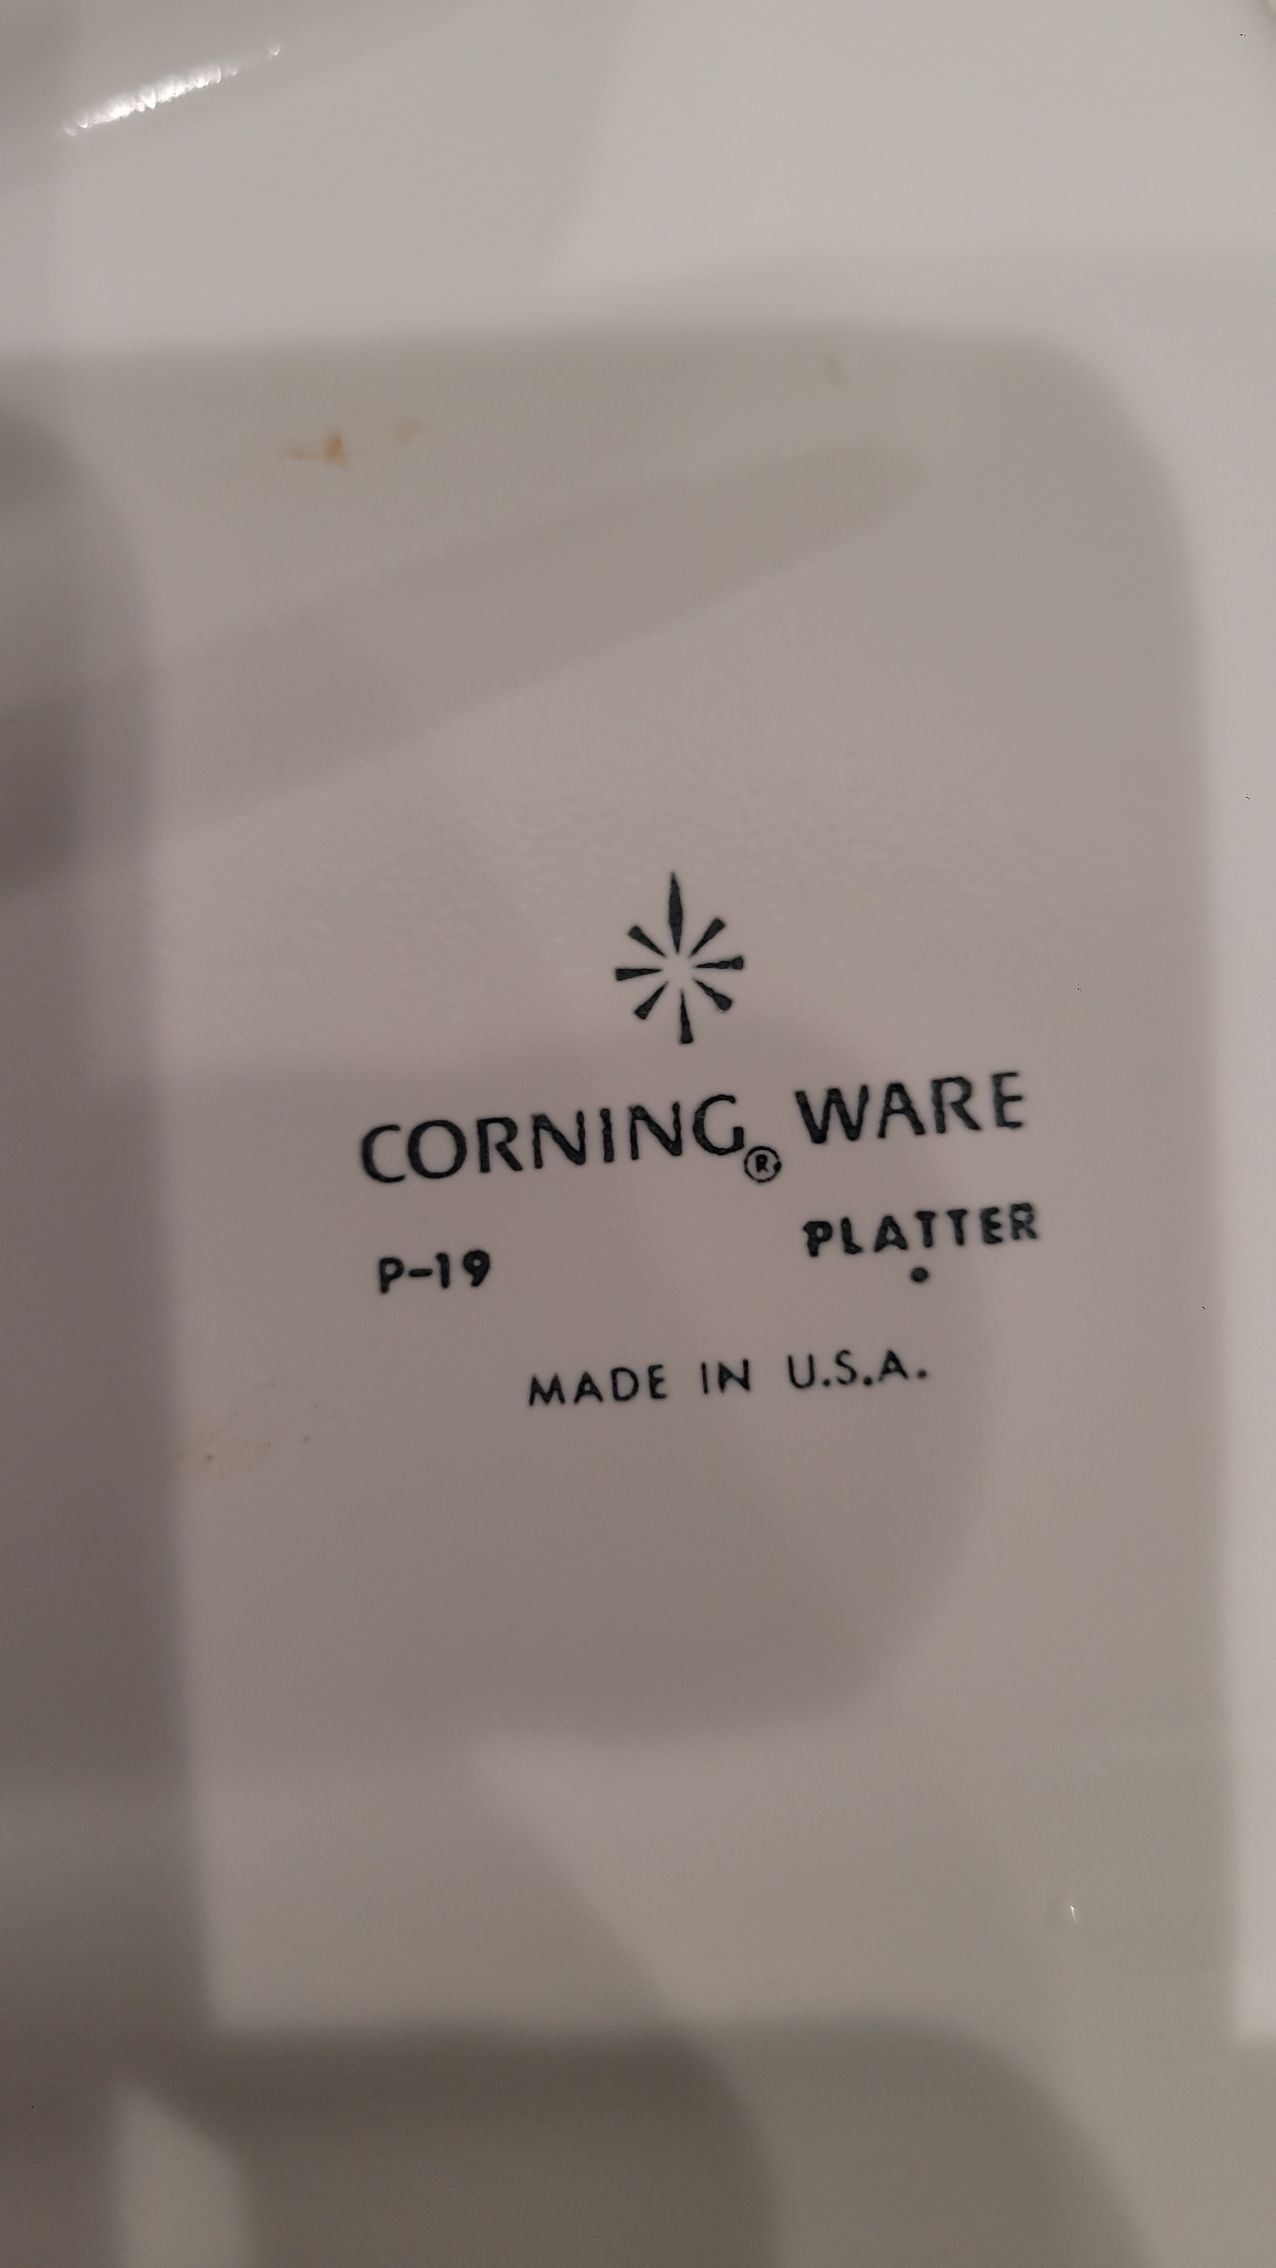 CORNING® WARE
P-19 PLATTER
MADE IN U.S.A.